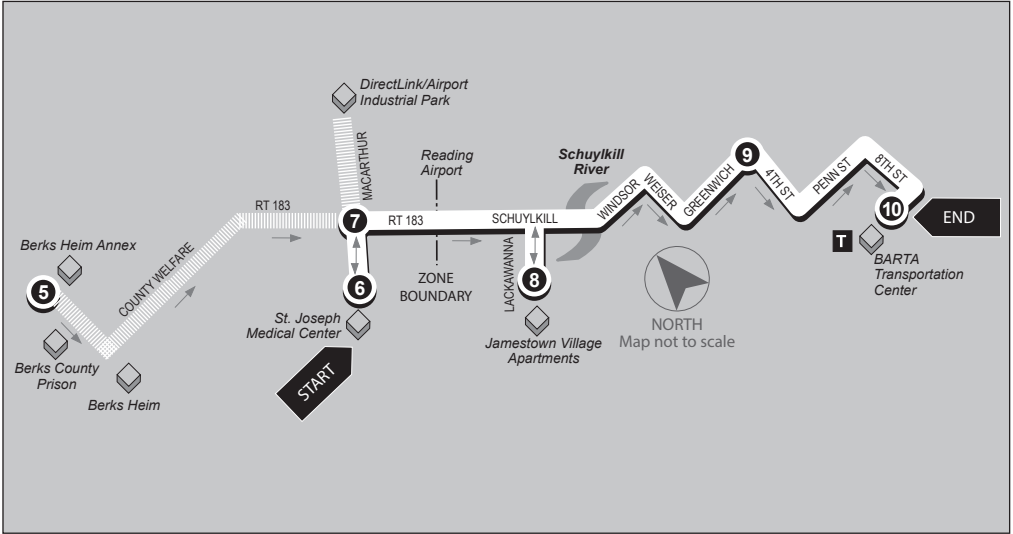 DirectLink/Airport
Industrial Park
MACARTHUR
Reading
Airport
Schuylkill
River
RT 183
Berks Heim Annex
COUNTY WELFARE
5
Berks County
Prison
Berks Heim
7
RT 183
SCHUYLKILL
6
St. Joseph
Medical Center
START
ZONE
BOUNDARY
LACKAWANNA
8
Jamestown Village
Apartments
WINDSOR
WEISER
GREENWICH
9
4TH ST
PENN ST
8TH ST
10
END
T
BARTA
Transportation
Center
NORTH
Map not to scale